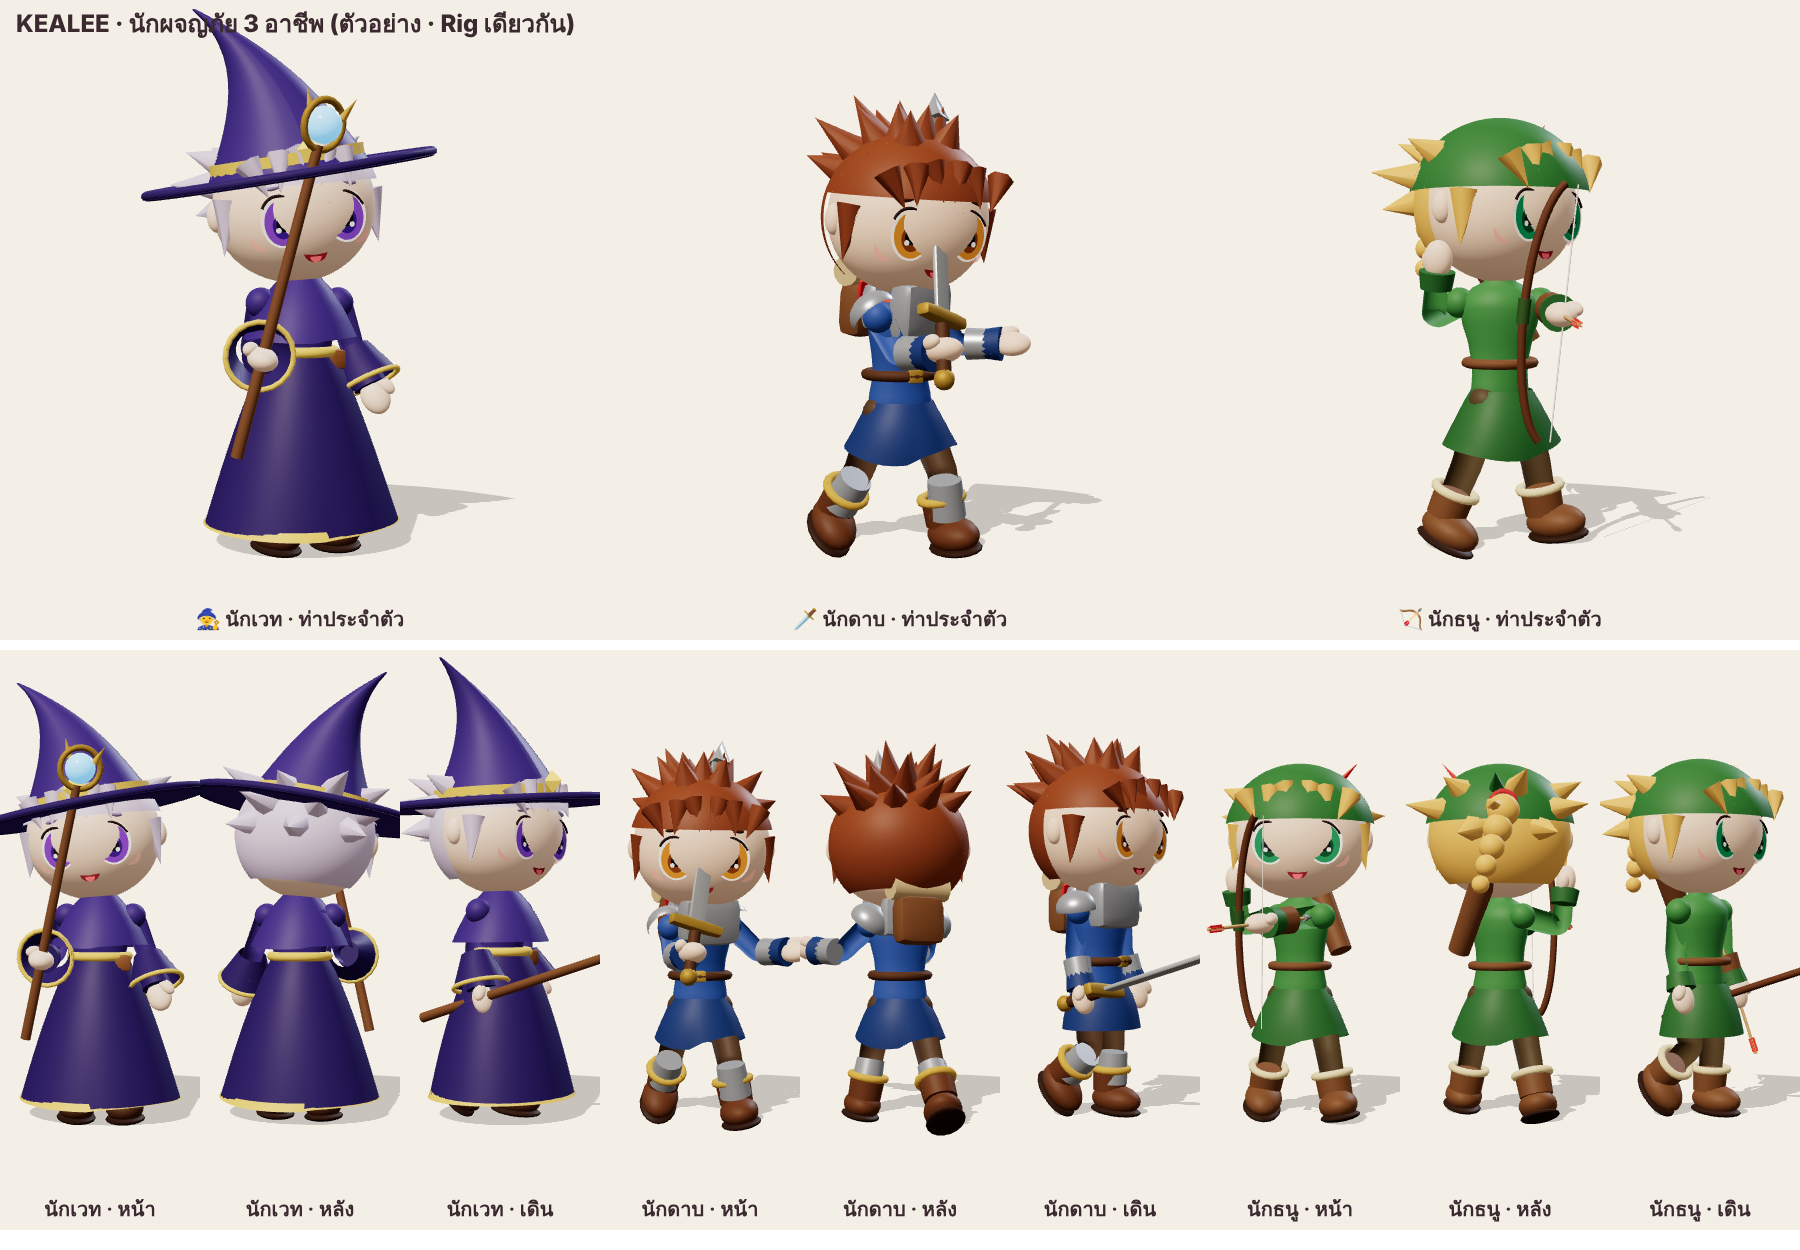 KEALEE · นักผจญภัย 3 อาชีพ (ตัวอย่าง · Rig เดียวกัน)
🧙 นักเวท · ท่าประจำตัว
🗡️ นักดาบ · ท่าประจำตัว
🏹 นักธนู · ท่าประจำตัว
นักเวท · หน้า
นักเวท · หลัง
นักเวท · เดิน
นักดาบ · หน้า
นักดาบ · หลัง
นักดาบ · เดิน
นักธนู · หน้า
นักธนู · หลัง
นักธนู · เดิน